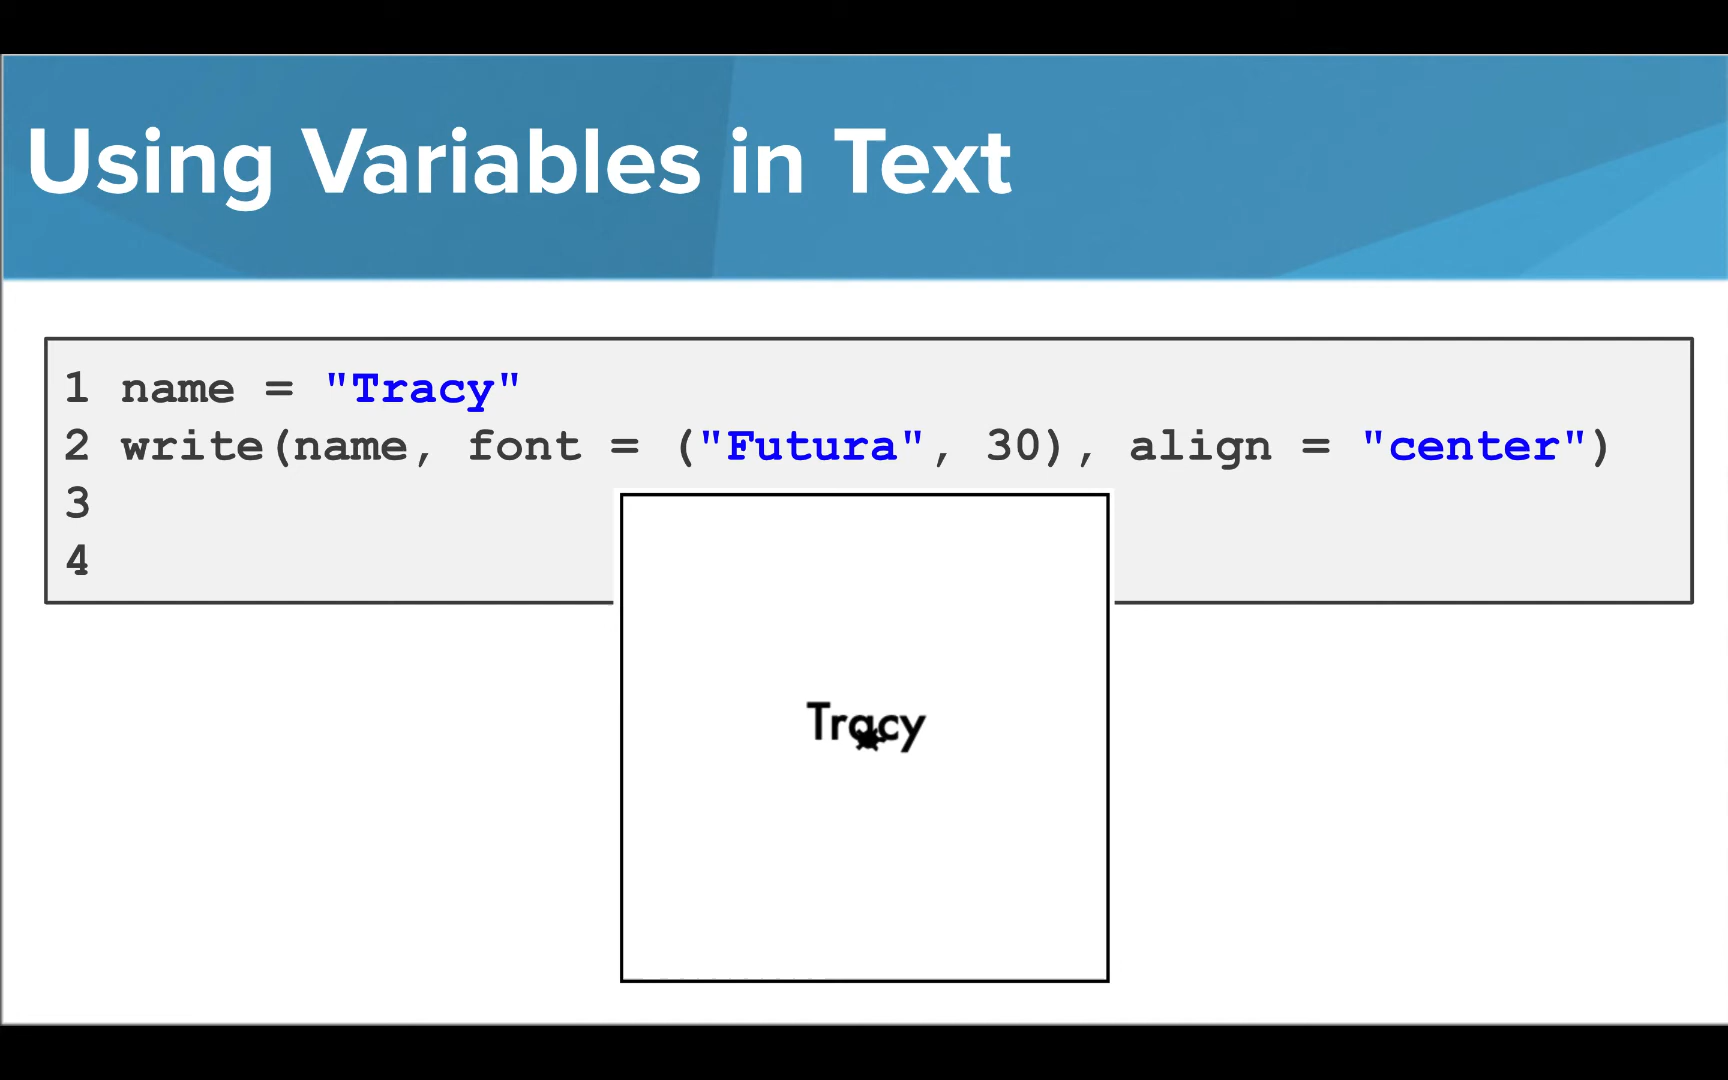 Using Variables in Text
1 name = "Tracy"
2 write(name, font = ("Futura", 30), align = "center")
3
4
Tracy